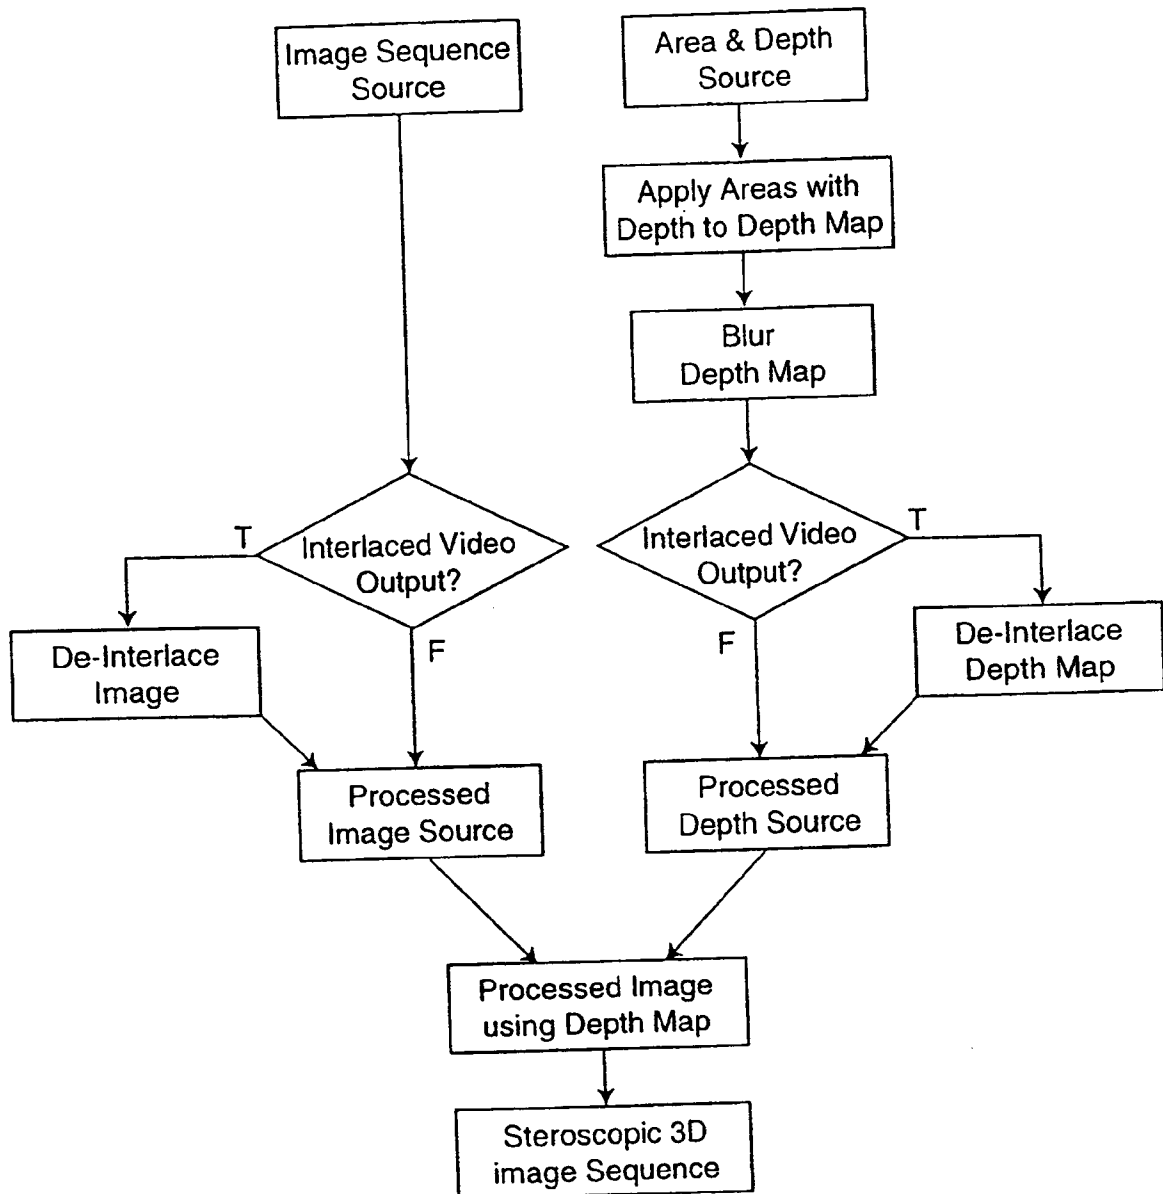 Image Sequence
Source
Area & Depth
Source
Apply Areas with
Depth to Depth Map
Blur
Depth Map
T
Interlaced Video
Output?
F
Interlaced Video
Output?
T
F
De-Interlace
Image
De-Interlace
Depth Map
Processed
Image Source
Processed
Depth Source
Processed Image
using Depth Map
Steroscopic 3D
image Sequence